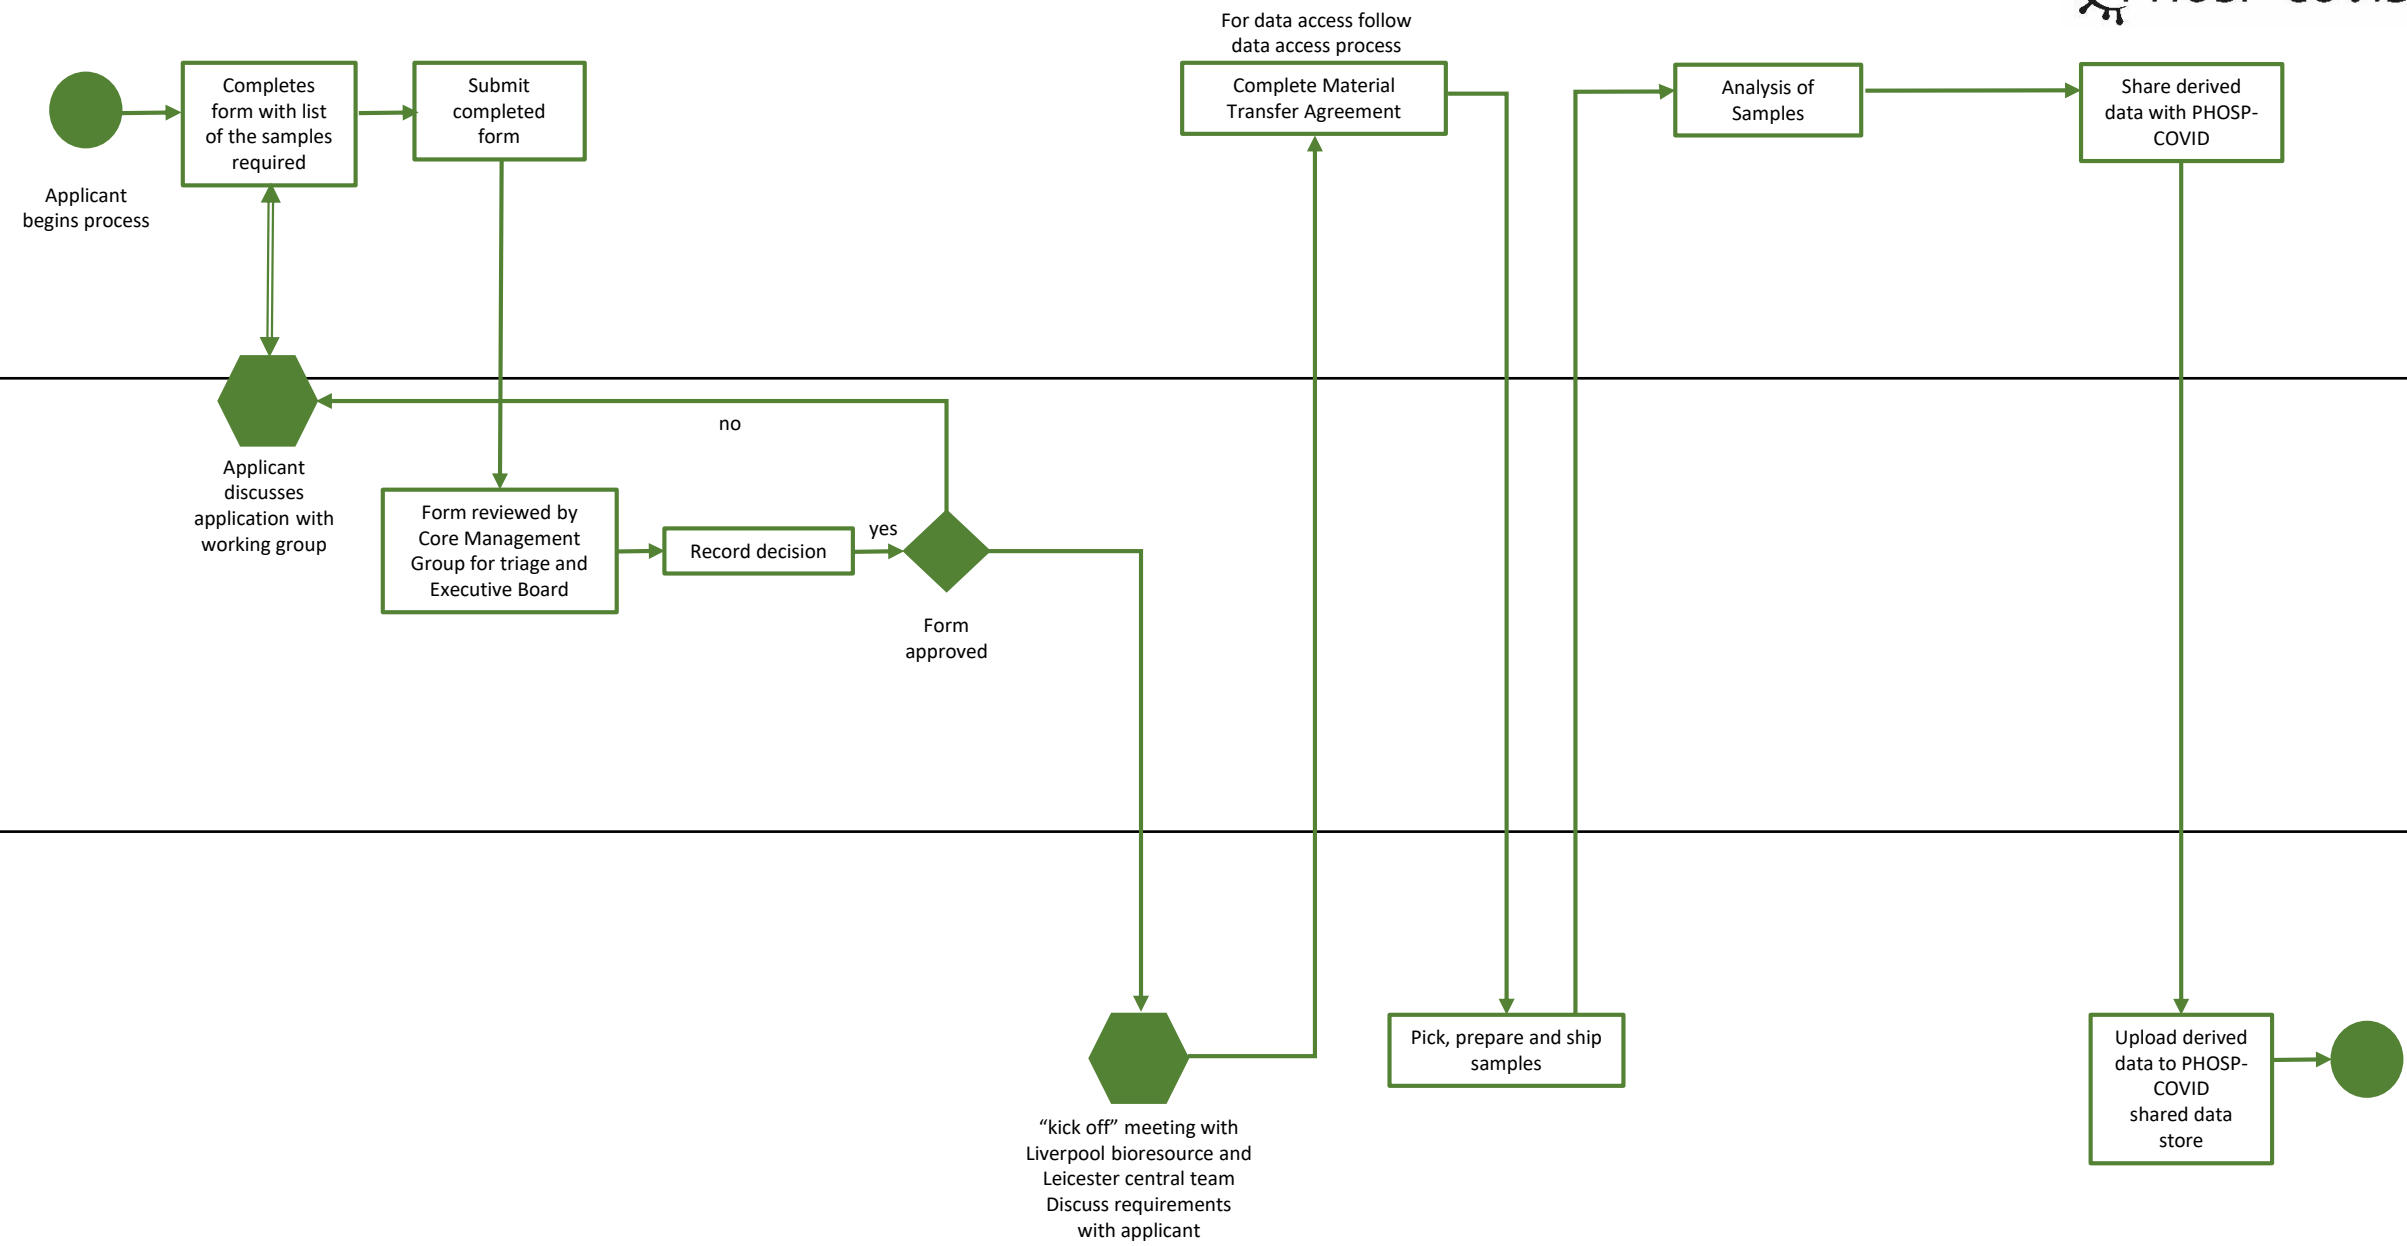 For data access follow
data access process
Completes
form with list
of the samples
required
Submit
completed
form
Complete Material
Transfer Agreement
Analysis of
Samples
Share derived
data with PHOSP-
COVID
Applicant
begins process
no
Applicant
discusses
application with
working group
Form reviewed by
Core Management
Group for triage and
Executive Board
Record decision
yes
Form
approved
Pick, prepare and ship
samples
Upload derived
data to PHOSP-
COVID
shared data
store
“kick off” meeting with
Liverpool bioresource and
Leicester central team
Discuss requirements
with applicant